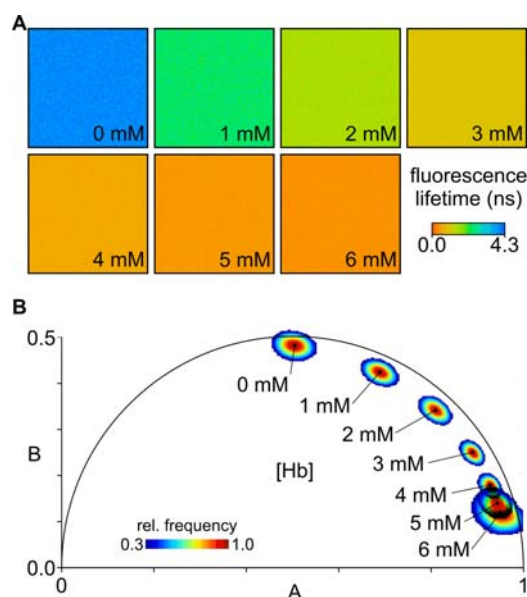 A
0 mM
1 mM
2 mM
3 mM
4 mM
5 mM
6 mM
fluorescence
lifetime (ns)
0.0
4.3
B
0.5
0 mM
1 mM
2 mM
3 mM
B
[Hb]
4 mM
5 mM
6 mM
rel. frequency
0.3
1.0
0.0
0
A
1